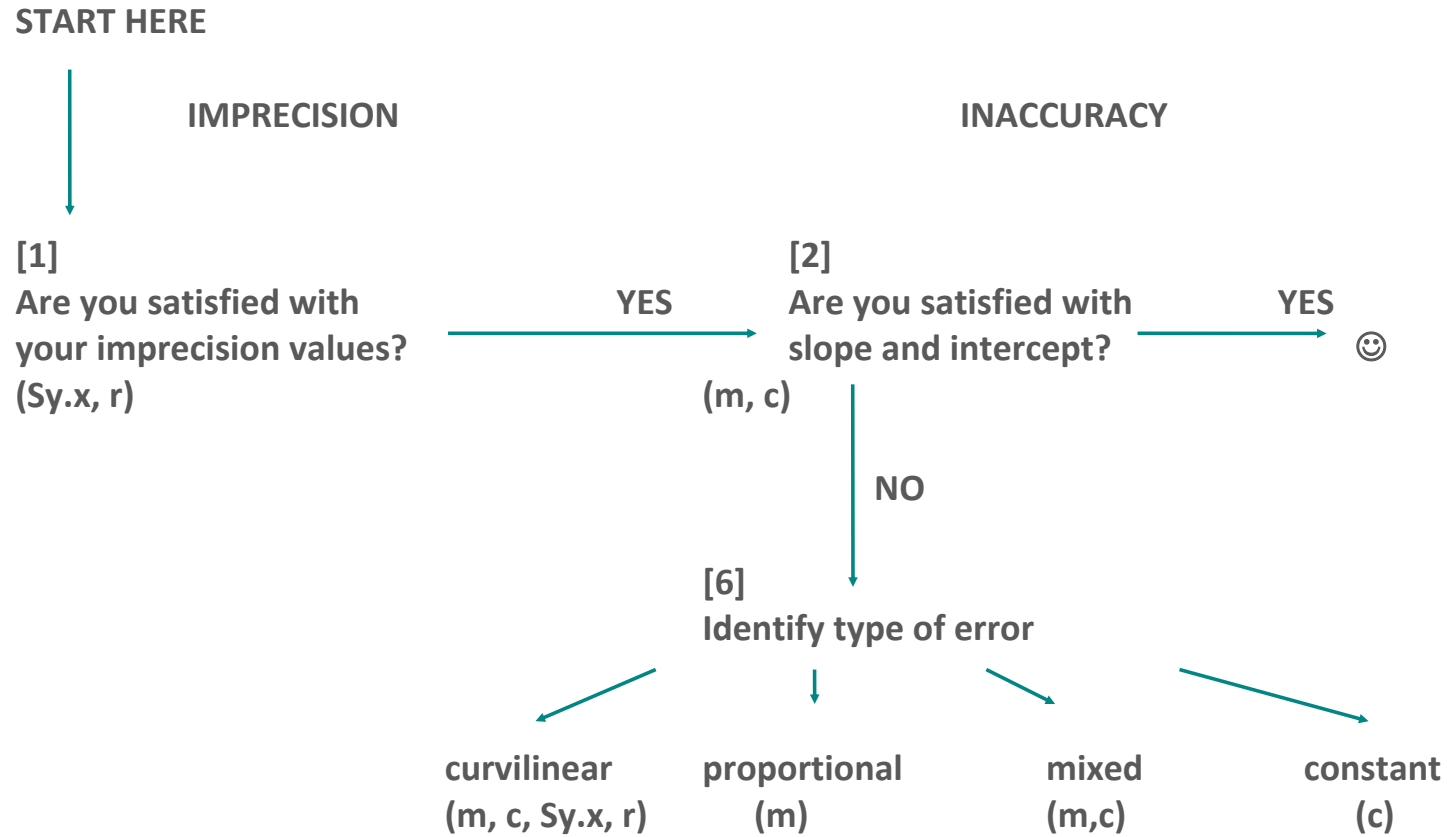 START HERE
IMPRECISION
INACCURACY
[1]
Are you satisfied with
your imprecision values?
(Sy.x, r)
YES
[2]
Are you satisfied with
slope and intercept?
(m, c)
YES
☺
NO
[6]
Identify type of error
curvilinear
(m, c, Sy.x, r)
proportional
(m)
mixed
(m,c)
constant
(c)